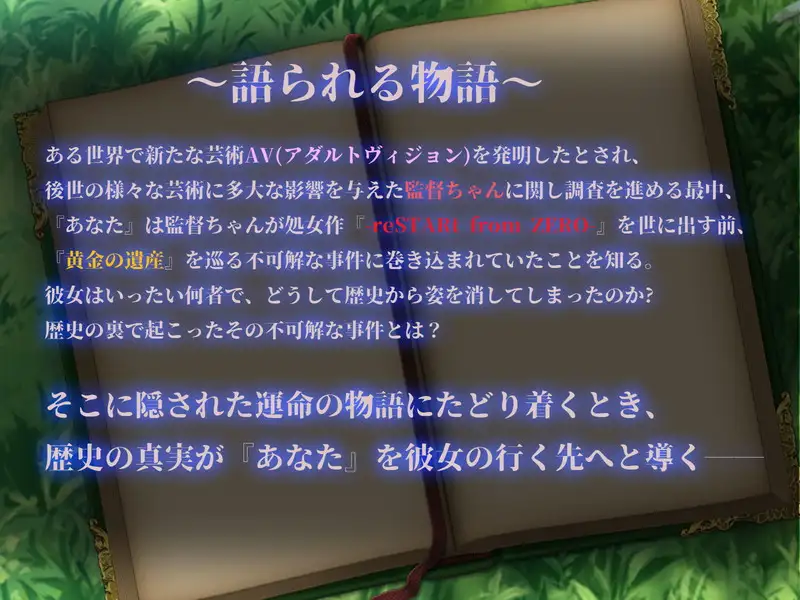 ～語られる物語～
ある世界で新たな芸術AV(アダルトヴィジョン)を発明したとされ、
後世の様々な芸術に多大な影響を与えた監督ちゃんに関し調査を進める最中、
『あなた』は監督ちゃんが処女作『 reSTART from ZERO 』を世に出す前、
『黄金の遺産』を巡る不可解な事件に巻き込まれていたことを知る。
彼女はいったい何者で、どうして歴史から姿を消してしまったのか?
歴史の裏で起こったその不可解な事件とは？
そこに隠された運命の物語にたどり着くとき、
歴史の真実が『あなた』を彼女の行く先へと導く――